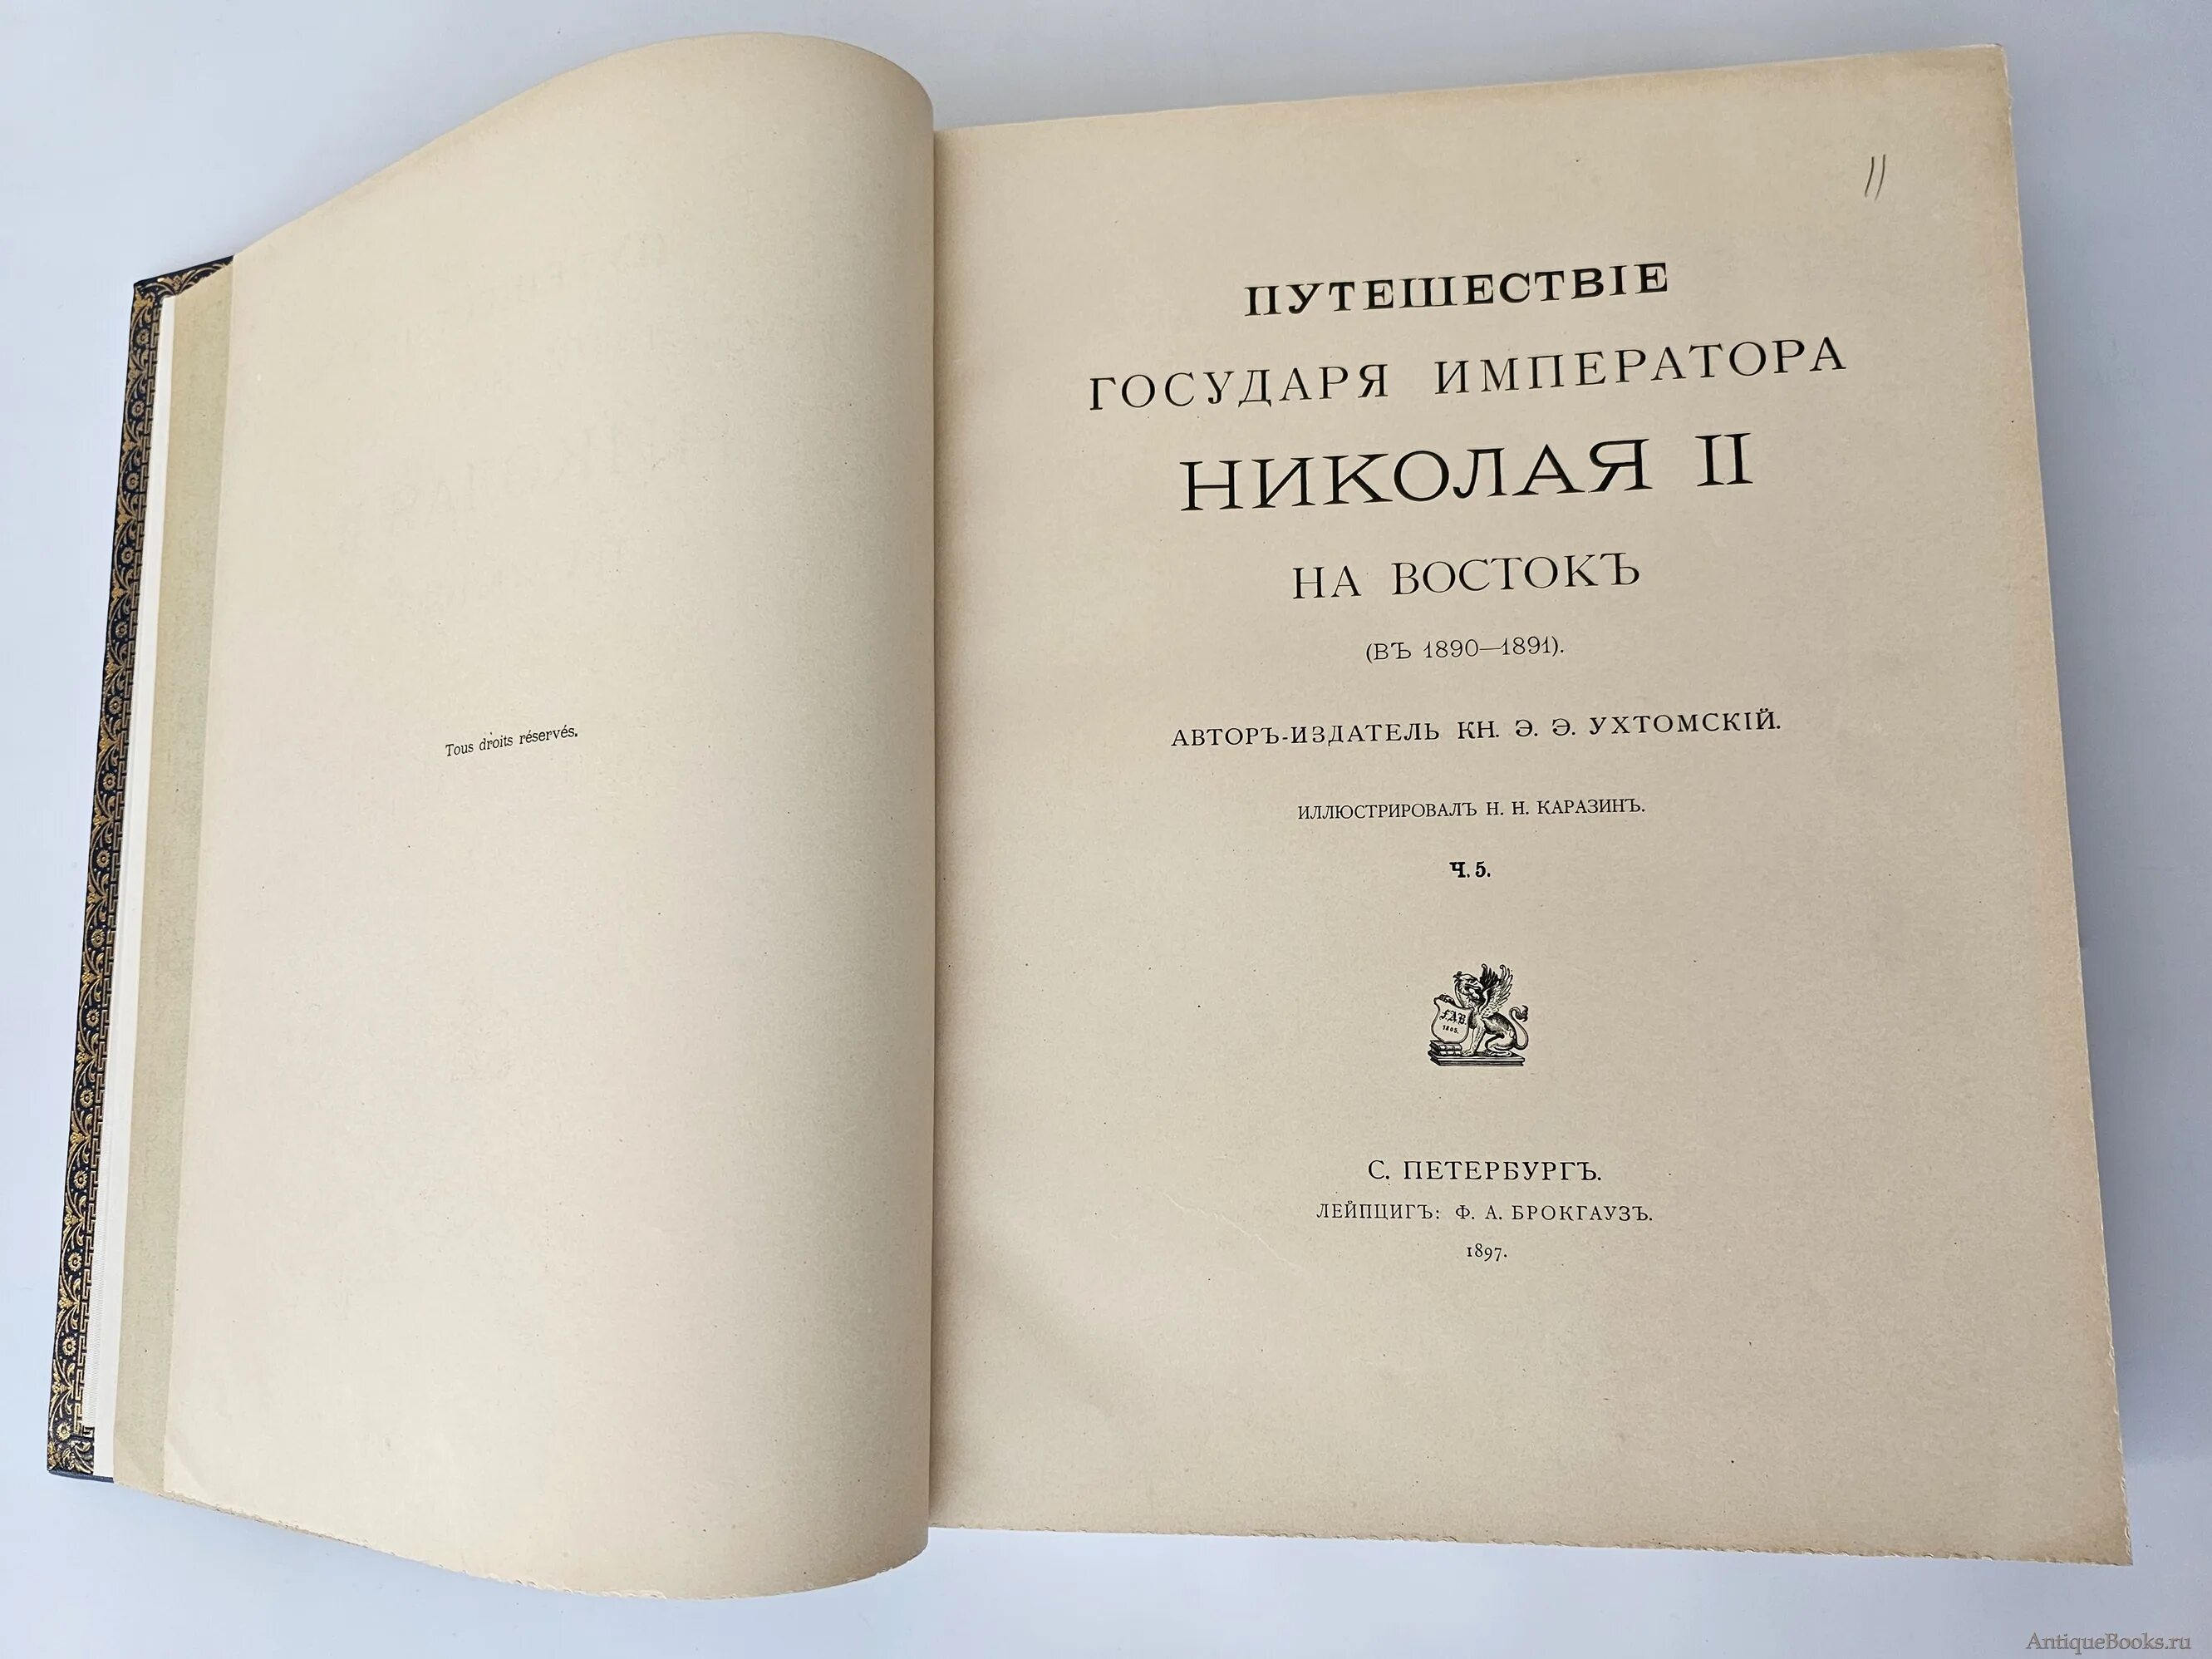 Tous droits réservés.
11
ПУТЕШЕСТВІЕ
ГОСУДАРЯ ИМПЕРАТОРА
НИКОЛАЯ II
НА ВОСТОКЪ
(ВЪ 1890—1891).
АВТОРЪ-ИЗДАТЕЛЬ КН. Э. Э. УХТОМСКІЙ.
ИЛЛЮСТРИРОВАЛЪ Н. Н. КАРАЗИНЪ.
Ч. 5.
F.A.B.
1805.
С. ПЕТЕРБУРГЪ.
ЛЕЙПЦИГЪ: Ф. А. БРОКГАУЗЪ.
1897.
AntiqueBooks.ru